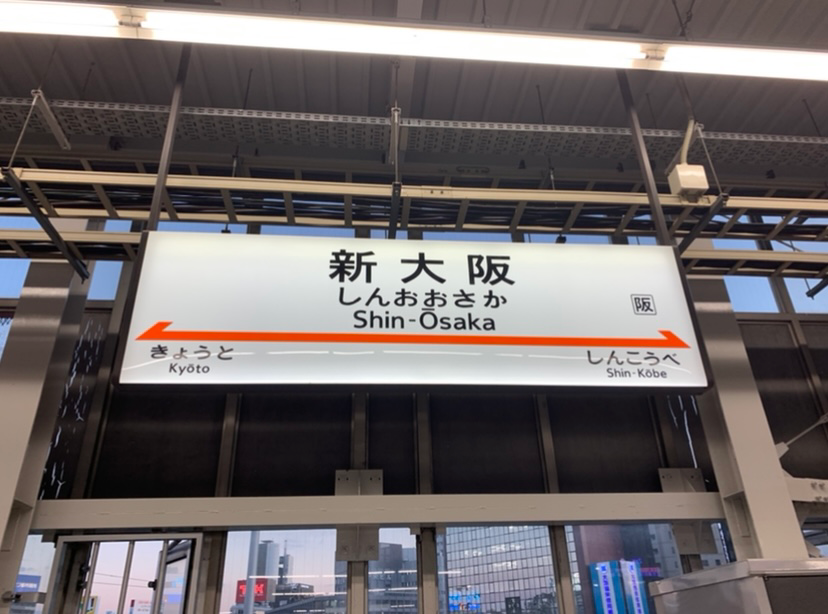 新大阪
しんおおさか
Shin-Ōsaka
阪
きょうと
Kyōto
しんこうべ
Shin-Kōbe